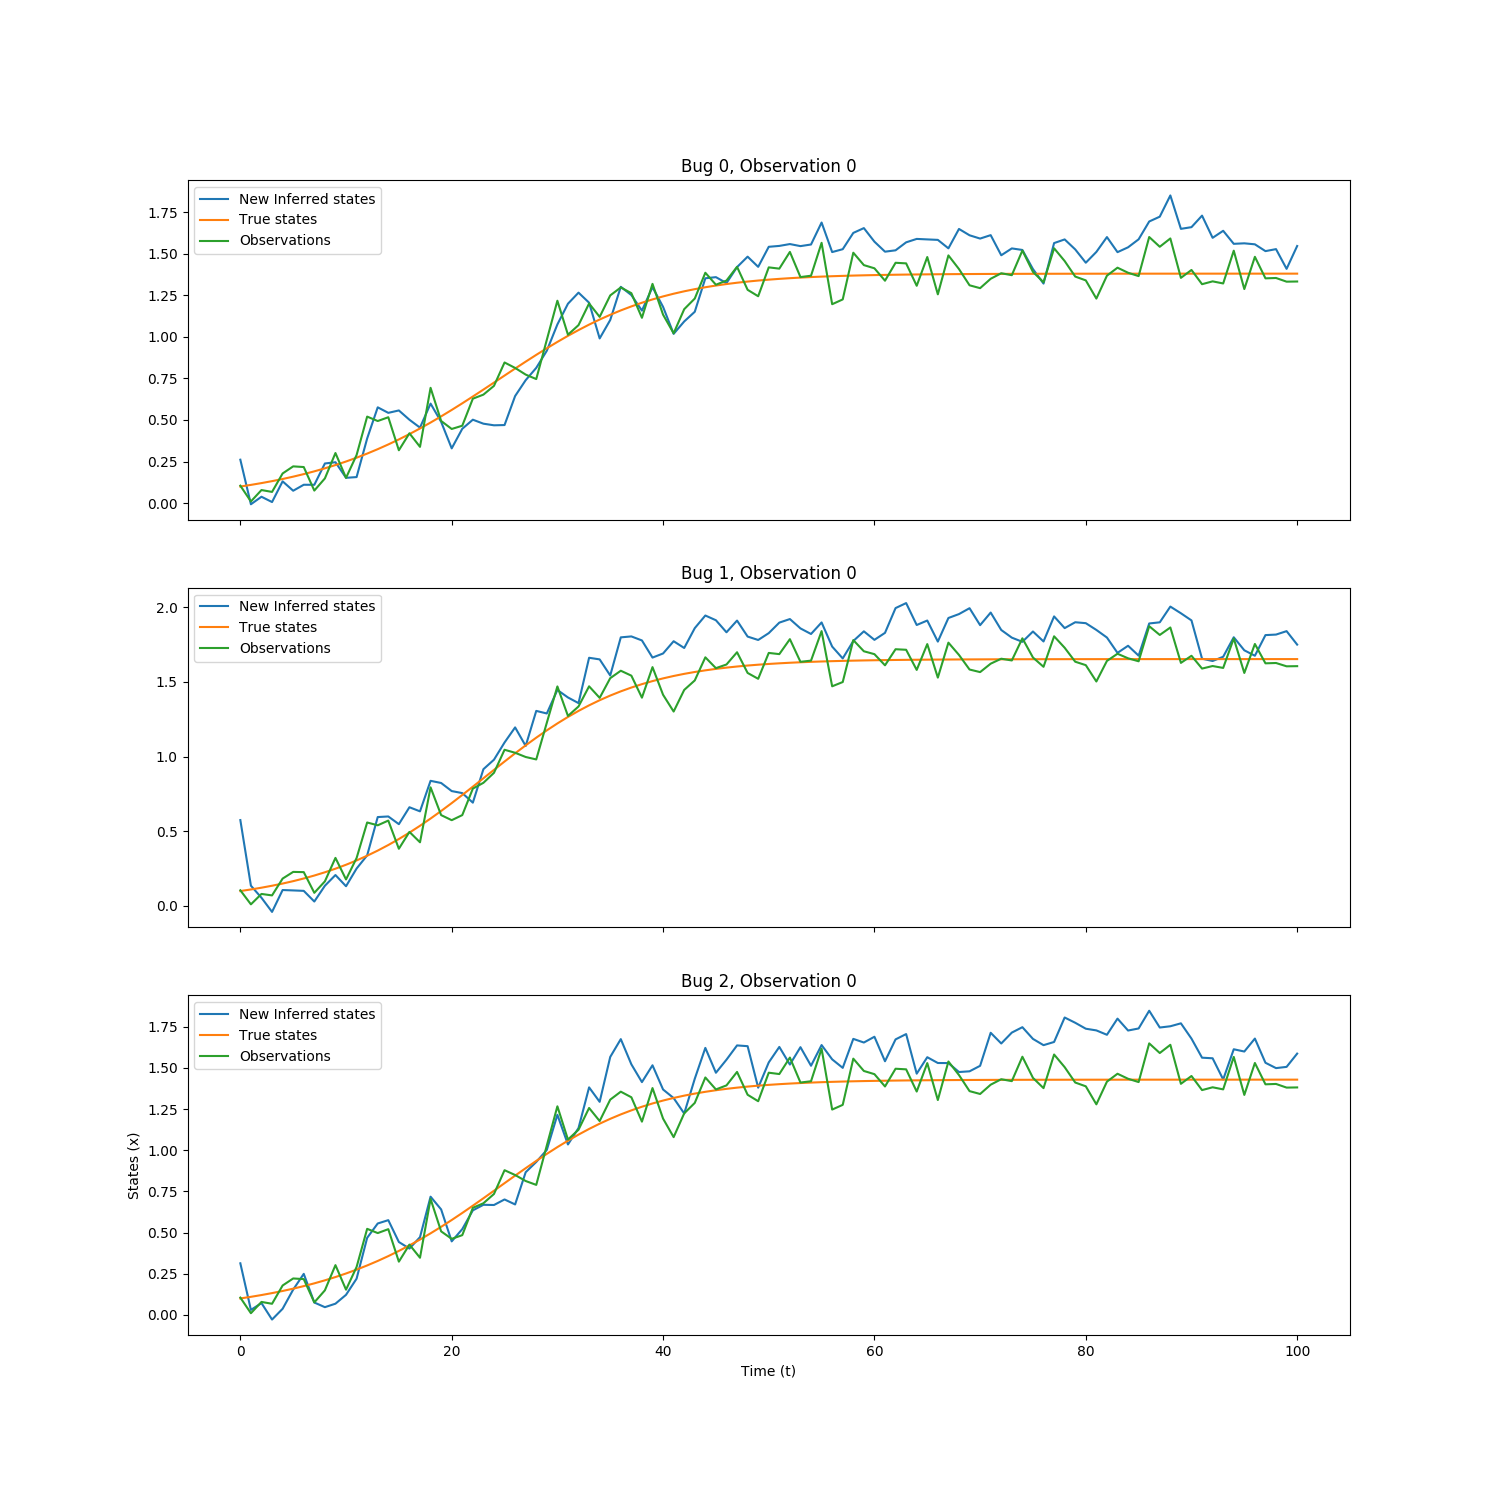 Bug 0, Observation 0
New Inferred states
True states
Observations
1.75
1.50
1.25
1.00
0.75
0.50
0.25
0.00
Bug 1, Observation 0
New Inferred states
True states
Observations
2.0
1.5
1.0
0.5
0.0
Bug 2, Observation 0
New Inferred states
True states
Observations
1.75
1.50
1.25
1.00
0.75
0.50
0.25
0.00
States (x)
0 20 40 60 80 100
Time (t)